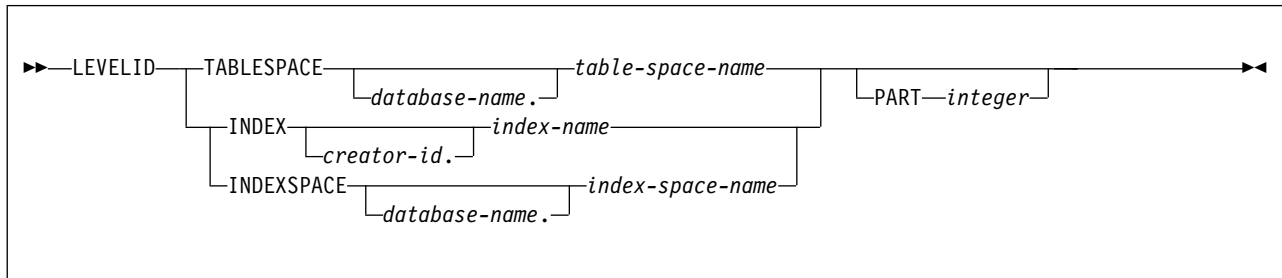 LEVELID TABLESPACE table-space-name
database-name. PART integer
INDEX index-name
creator-id.
INDEXSPACE index-space-name
database-name.